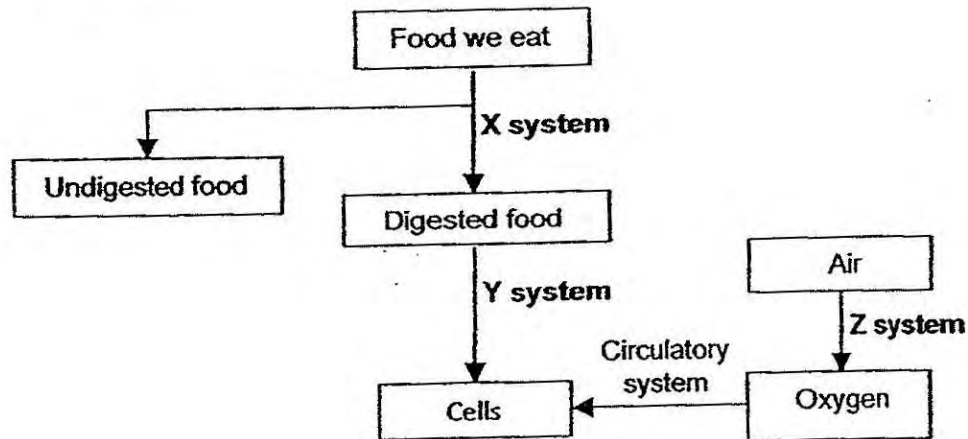 Food we eat
X system
Undigested food
Digested food
Air
Y system
Z system
Circulatory
system
Cells
Oxygen